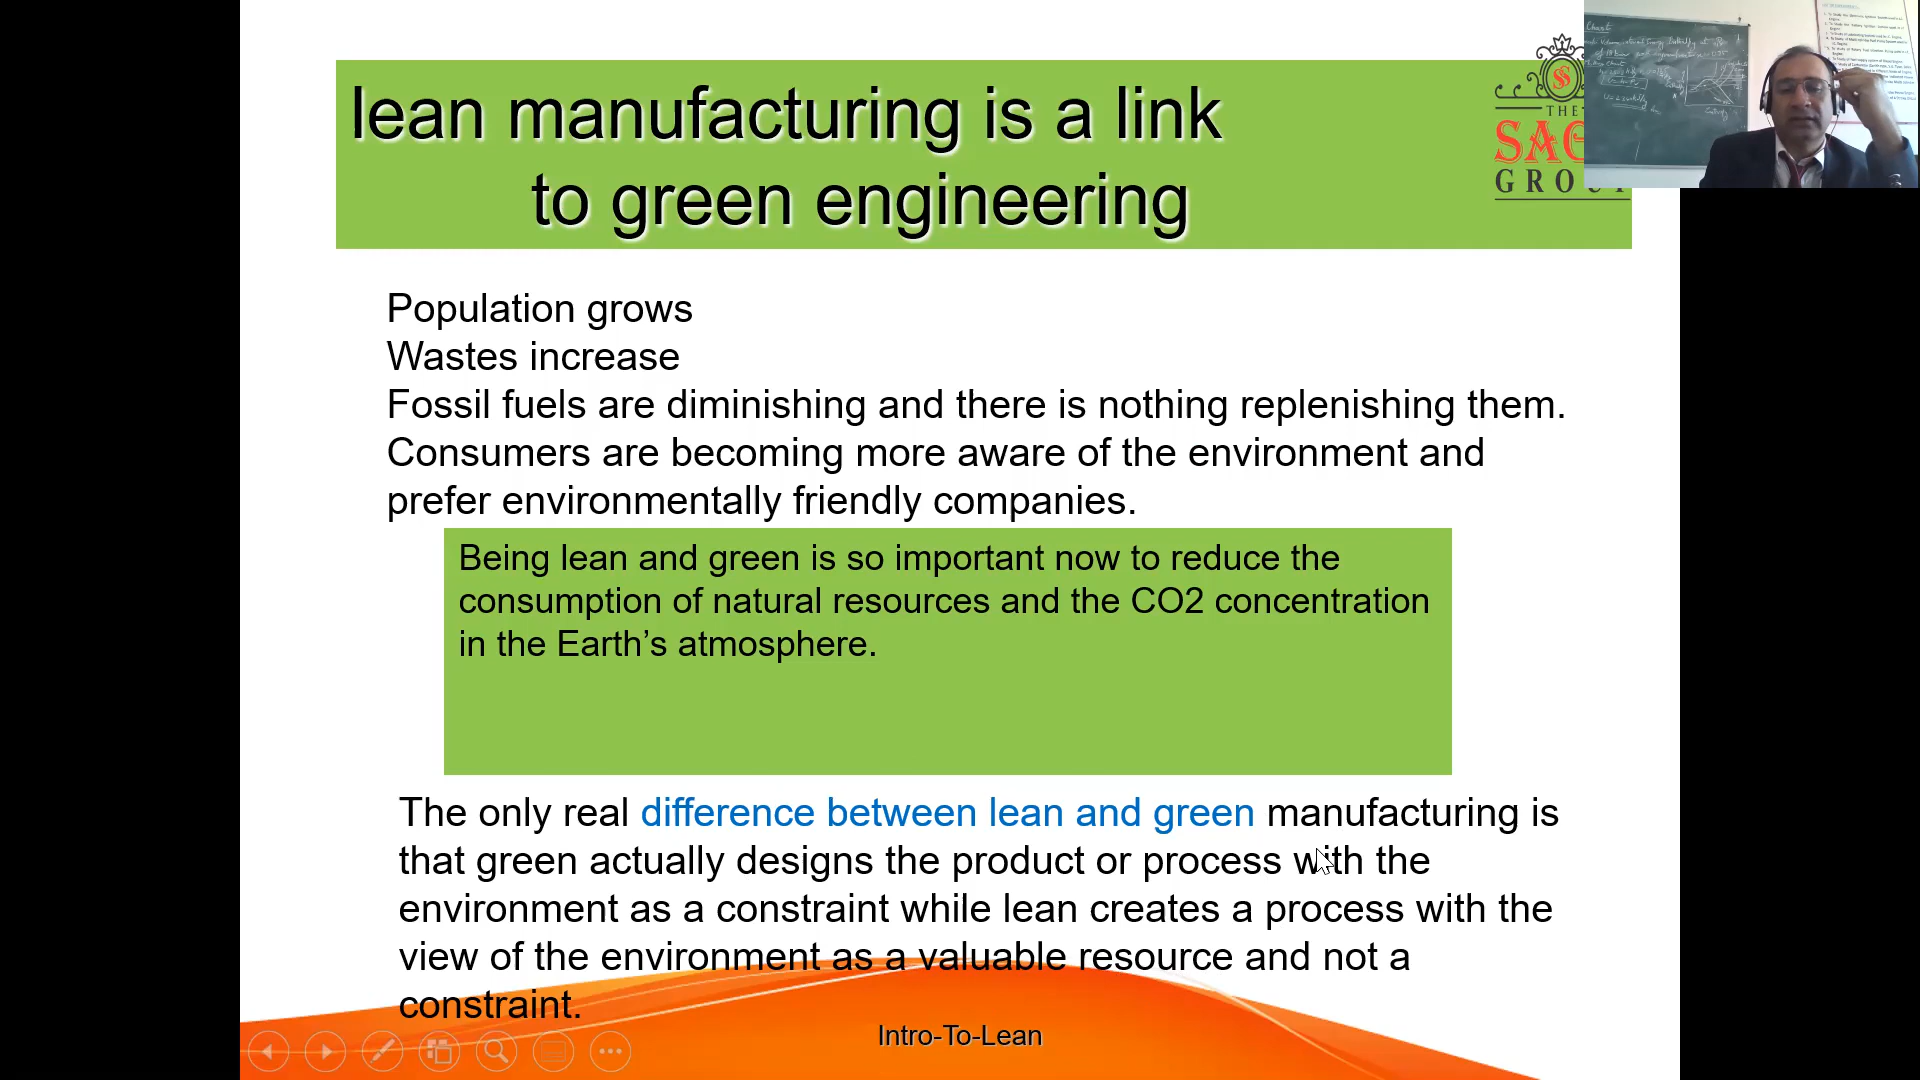 lean manufacturing is a link
to green engineering
THE
GROUP
Population grows
Wastes increase
Fossil fuels are diminishing and there is nothing replenishing them.
Consumers are becoming more aware of the environment and
prefer environmentally friendly companies.
Being lean and green is so important now to reduce the
consumption of natural resources and the CO2 concentration
in the Earth’s atmosphere.
The only real difference between lean and green manufacturing is
that green actually designs the product or process with the
environment as a constraint while lean creates a process with the
view of the environment as a valuable resource and not a
constraint.
Intro-To-Lean